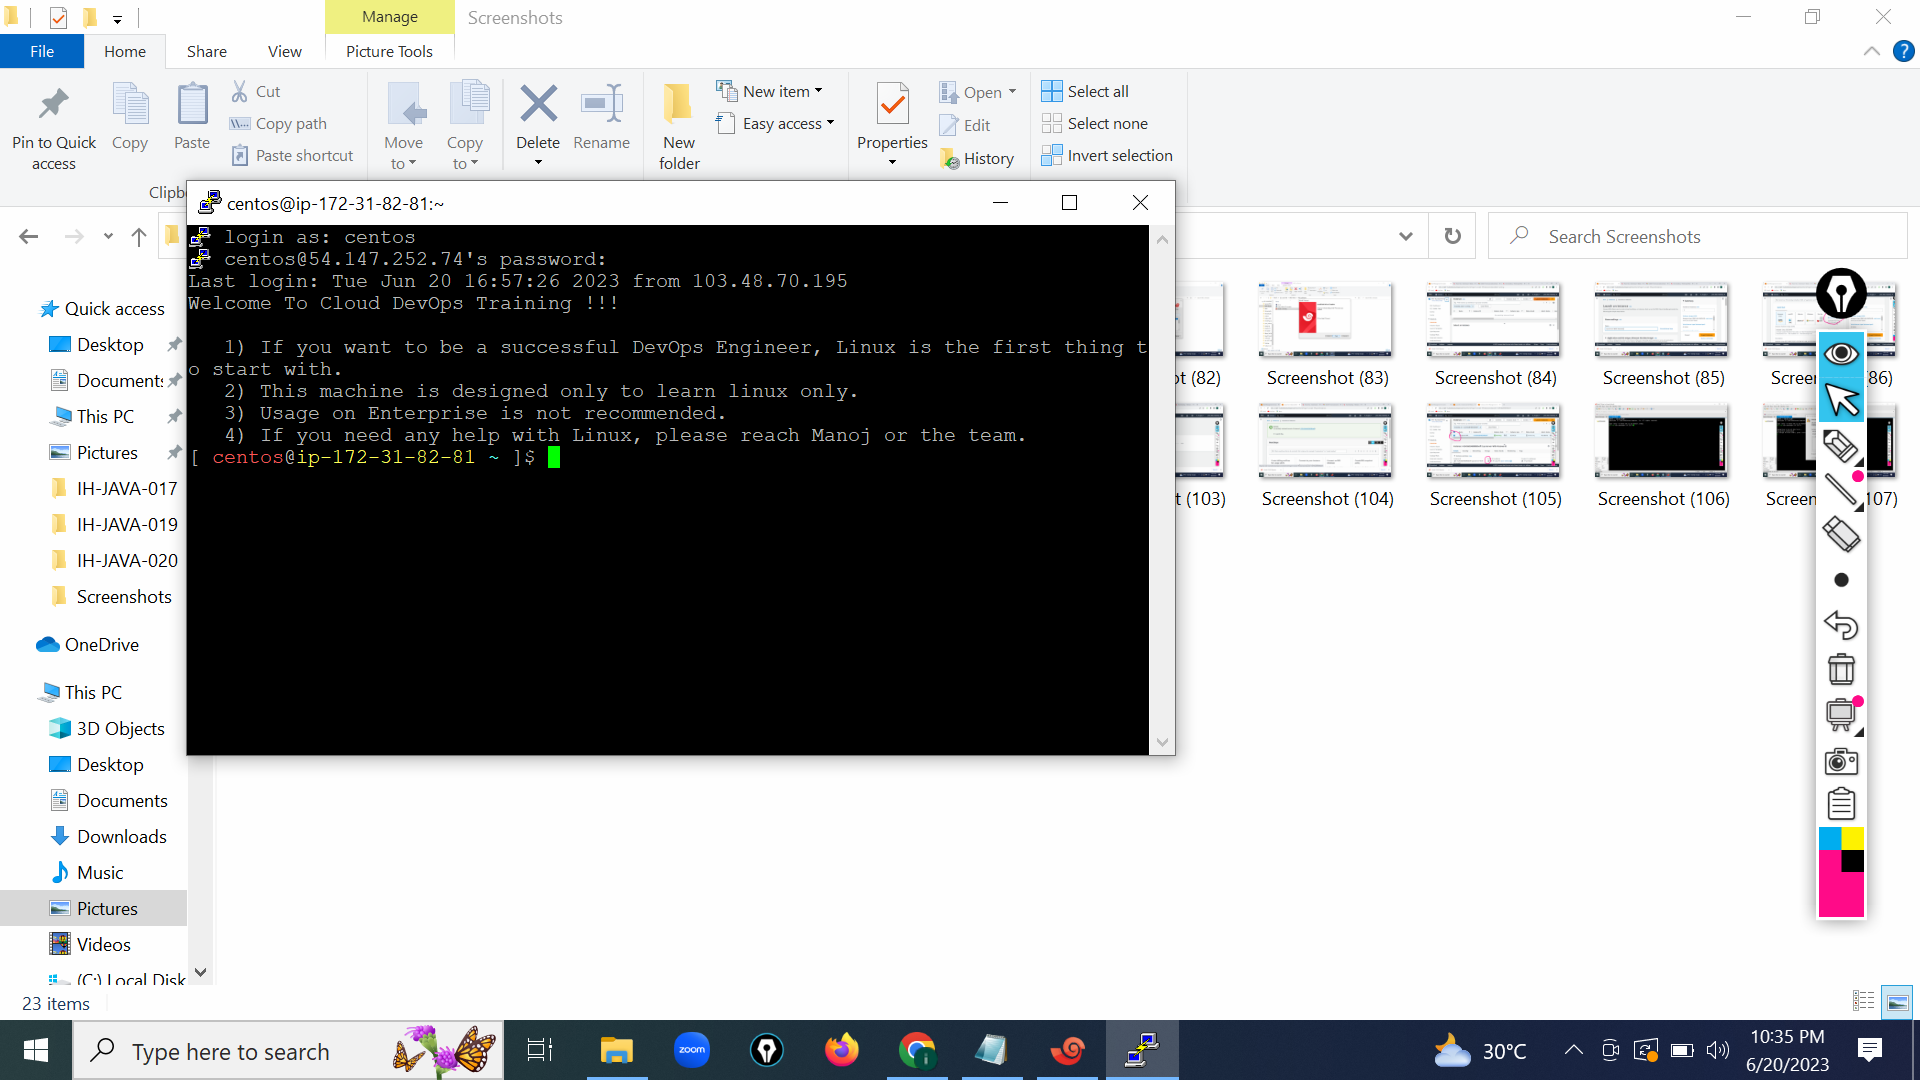 Manage
Screenshots
File
Home
Share
View
Picture Tools
Pin to Quick access
Copy
Paste
Cut
Copy path
Paste shortcut
Move to
Copy to
Delete
Rename
New folder
New item
Easy access
Properties
Open
Edit
History
Select all
Select none
Invert selection
Clipb
centos@ip-172-31-82-81:~
Search Screenshots
login as: centos
centos@54.147.252.74's password:
Last login: Tue Jun 20 16:57:26 2023 from 103.48.70.195
Welcome To Cloud DevOps Training !!!
1) If you want to be a successful DevOps Engineer, Linux is the first thing t
o start with.
2) This machine is designed only to learn linux only.
3) Usage on Enterprise is not recommended.
4) If you need any help with Linux, please reach Manoj or the team.
[ centos@ip-172-31-82-81 ~ ]$
Quick access
Desktop
Documents
This PC
Pictures
IH-JAVA-017
IH-JAVA-019
IH-JAVA-020
Screenshots
OneDrive
This PC
3D Objects
Desktop
Documents
Downloads
Music
Pictures
Videos
(C:) Local Disk
ot (82)
Screenshot (83)
Screenshot (84)
Screenshot (85)
Screen (86)
t (103)
Screenshot (104)
Screenshot (105)
Screenshot (106)
Screen 107)
23 items
Type here to search
zoom
30°C
10:35 PM
6/20/2023